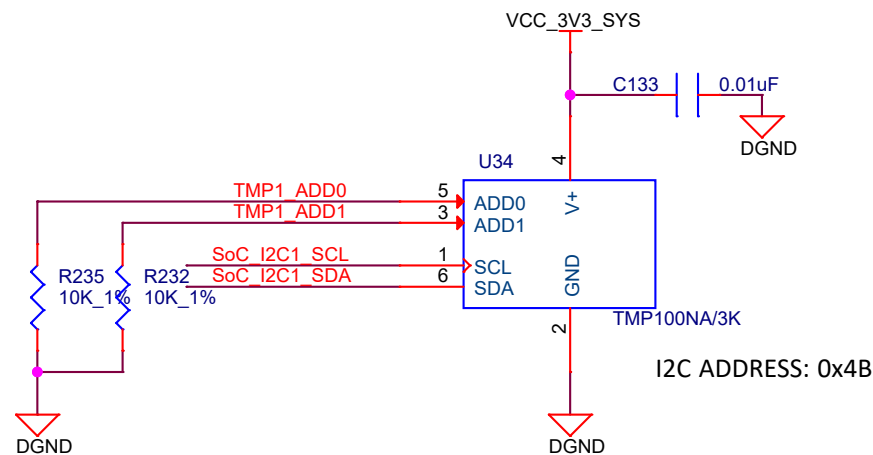 VCC_3V3_SYS
C133
0.01uF
DGND
U34
4
TMP1_ADD0
5
ADD0
V+
TMP1_ADD1
3
ADD1
SoC_I2C1_SCL
1
SCL
GND
SoC_I2C1_SDA
6
SDA
R235
10K_1%
R232
10K_1%
2
TMP100NA/3K
I2C ADDRESS: 0x4B
DGND
DGND